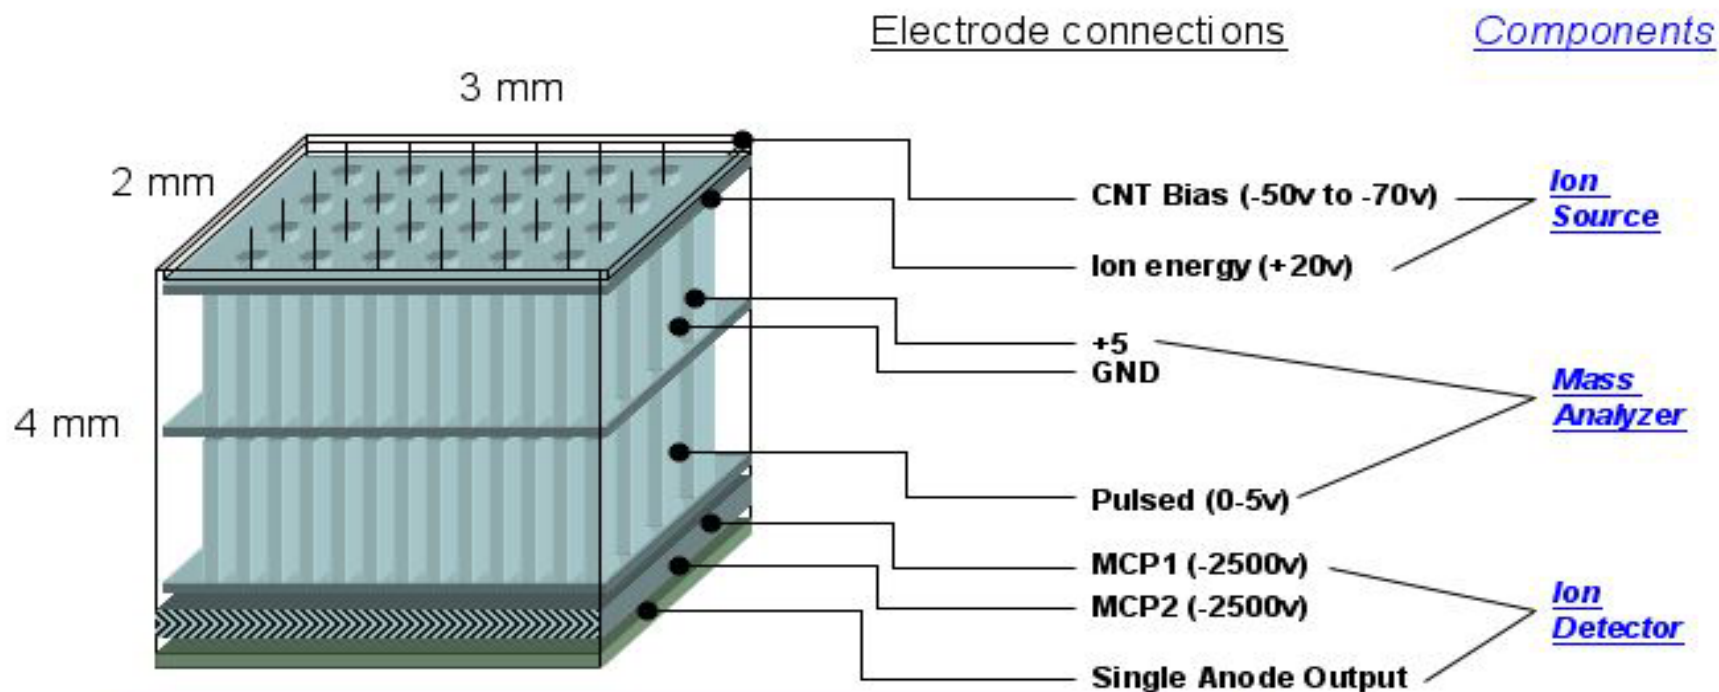 Electrode connections
Components
3 mm
2 mm
4 mm
CNT Bias (-50v to -70v)
Ion energy (+20v)
Ion
Source
+5
GND
Pulsed (0-5v)
Mass
Analyzer
MCP1 (-2500v)
MCP2 (-2500v)
Single Anode Output
Ion
Detector